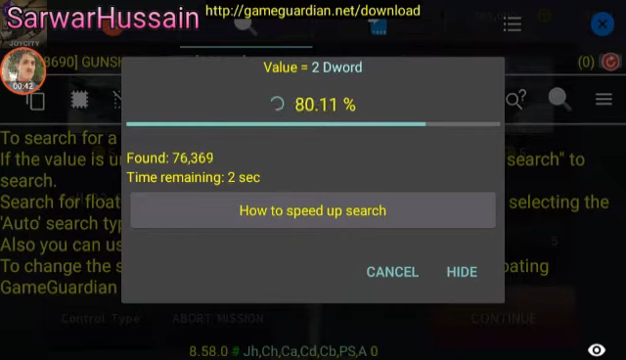 SarwarHussain
http://gameguardian.net/download
JOYCITY
8690] GUNSH
(0)
00:42
Value = 2 Dword
80.11 %
To search for a
If the value is
search" to
search.
Found: 76,369
Time remaining: 2 sec
Search for float
selecting the
'Auto' search
How to speed up search
Also you can us
To change the s
oating
GameGuardian
CANCEL
HIDE
Control Type
ABORT MISSION
CONTINUE
8.58.0 # Jh,Ch,Ca,Cd,Cb,PS,A 0